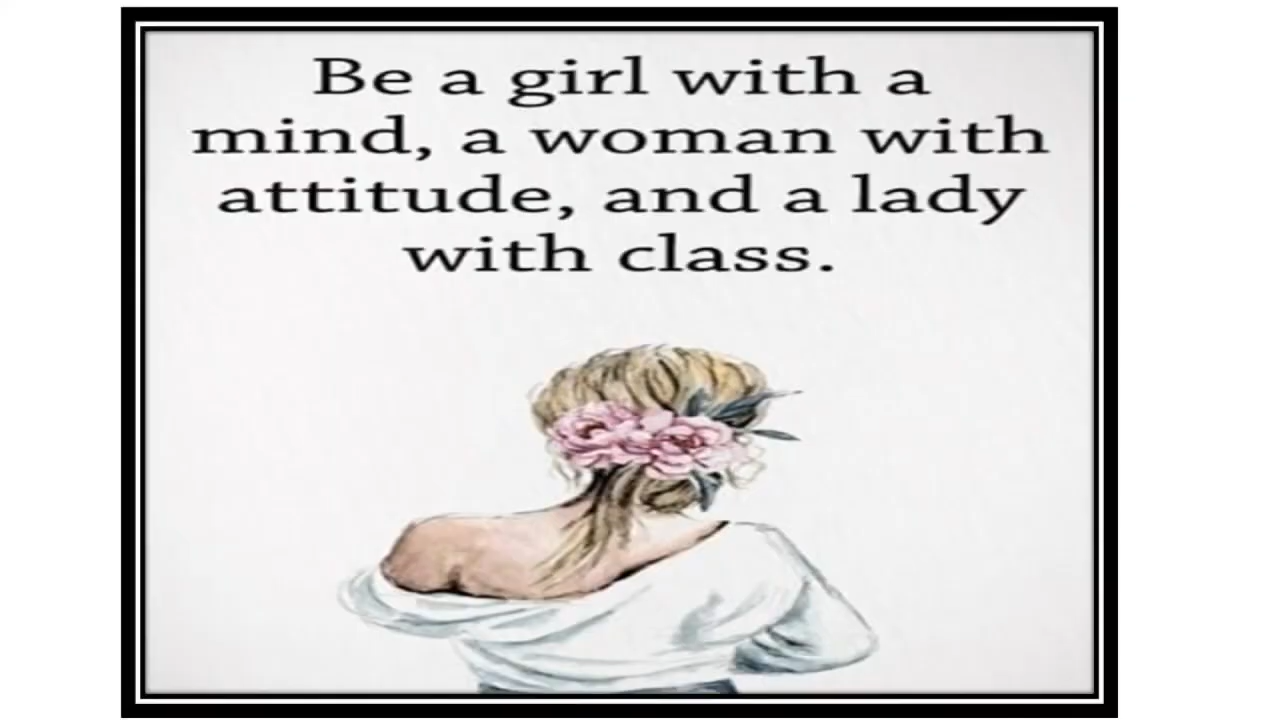 Be a girl with a
mind, a woman with
attitude, and a lady
with class.